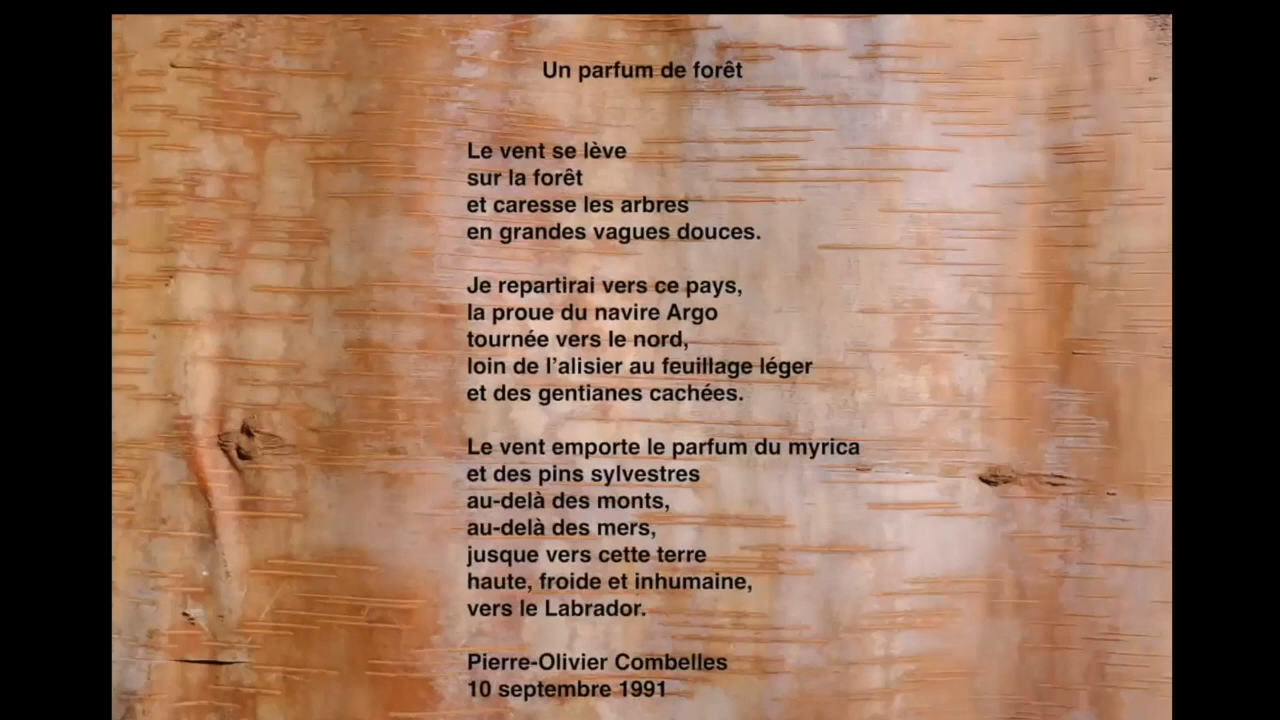 Un parfum de forêt
Le vent se lève
sur la forêt
et caresse les arbres
en grandes vagues douces.
Je repartirai vers ce pays,
la proue du navire Argo
tournée vers le nord,
loin de l’alisier au feuillage léger
et des gentianes cachées.
Le vent emporte le parfum du myrica
et des pins sylvestres
au-delà des monts,
au-delà des mers,
jusque vers cette terre
haute, froide et inhumaine,
vers le Labrador.
Pierre-Olivier Combelles
10 septembre 1991